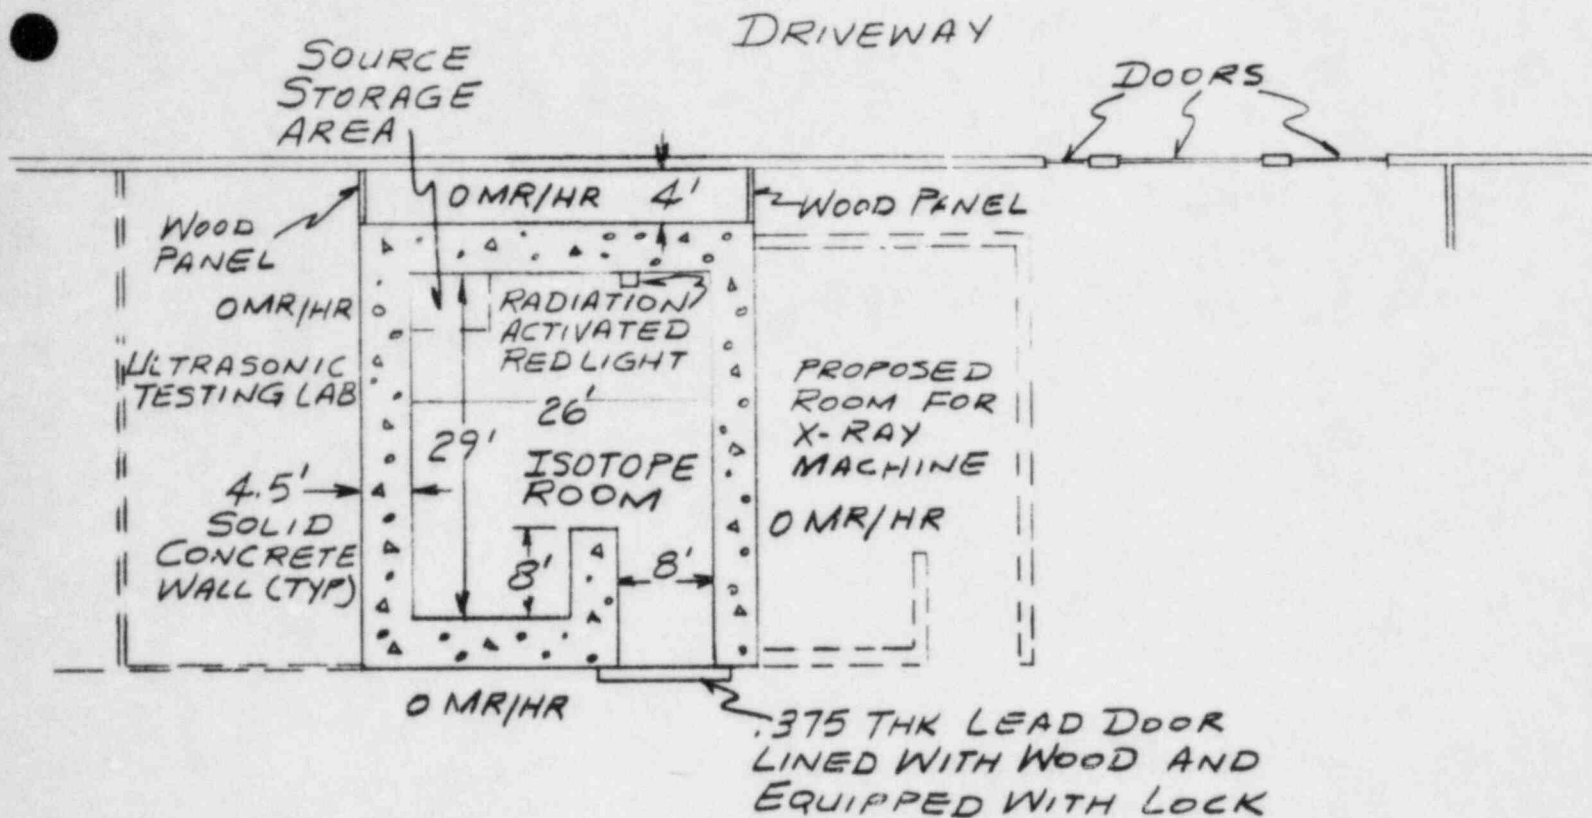 DRIVEWAY
SOURCE
STORAGE
AREA
DOORS
0 MR/HR
4'
WOOD PANEL
WOOD
PANEL
0 MR/HR
RADIATION
ACTIVATED
RED LIGHT
ULTRASONIC
TESTING LAB
26'
29'
ISOTOPE
ROOM
PROPOSED
ROOM FOR
X-RAY
MACHINE
0 MR/HR
4.5'
SOLID
CONCRETE
WALL (TYP)
8'
8'
0 MR/HR
.375 THK LEAD DOOR
LINED WITH WOOD AND
EQUIPPED WITH LOCK